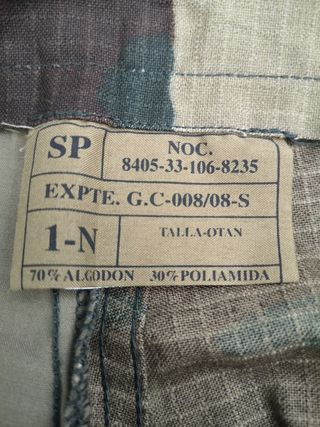 SP
NOC.
8405-33-106-8235
EXPTE. G.C-008/08-S
1-N
TALLA-OTAN
70% ALGODON 30% POLIAMIDA